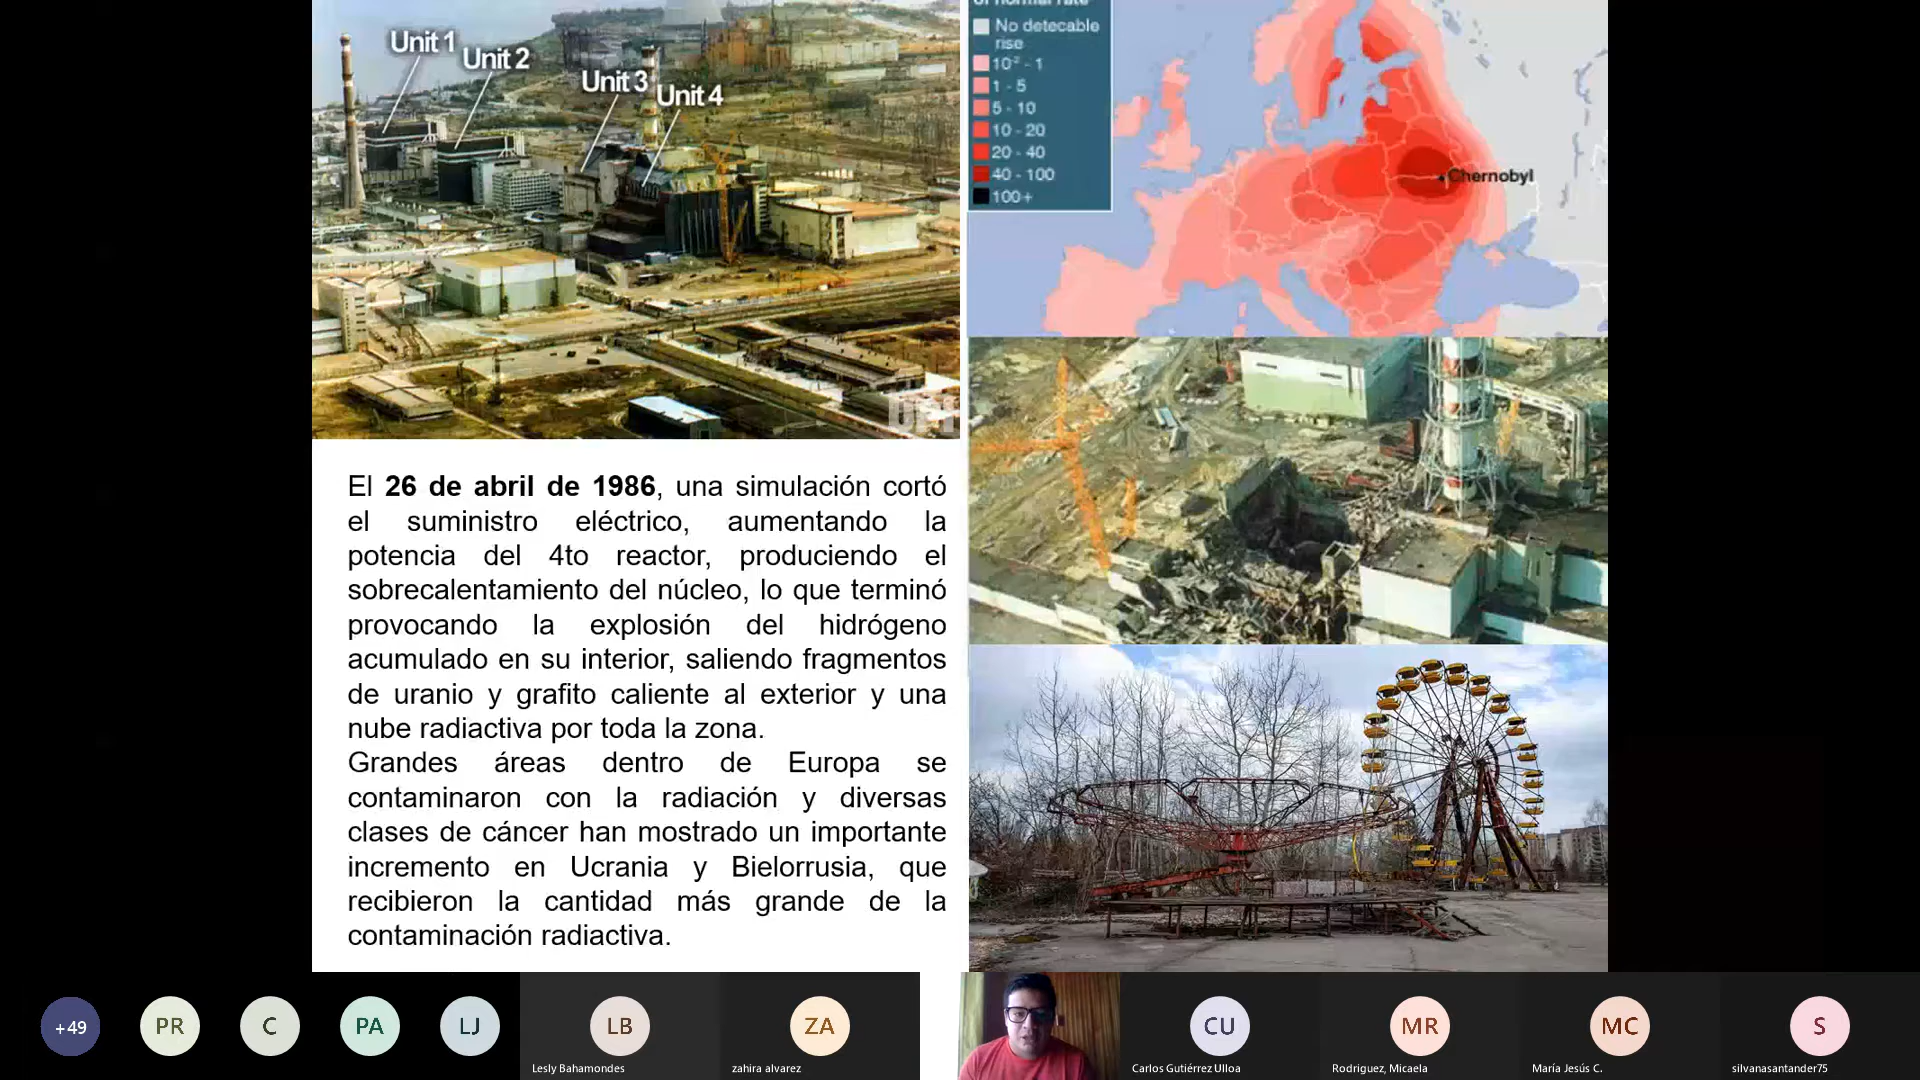 Unit 1
Unit 2
Unit 3
Unit 4
of normal rate
No detecable
rise
10⁻² - 1
1 - 5
5 - 10
10 - 20
20 - 40
40 - 100
100+
Chernobyl
El 26 de abril de 1986, una simulación cortó
el suministro eléctrico, aumentando la
potencia del 4to reactor, produciendo el
sobrecalentamiento del núcleo, lo que terminó
provocando la explosión del hidrógeno
acumulado en su interior, saliendo fragmentos
de uranio y grafito caliente al exterior y una
nube radiactiva por toda la zona.
Grandes áreas dentro de Europa se
contaminaron con la radiación y diversas
clases de cáncer han mostrado un importante
incremento en Ucrania y Bielorrusia, que
recibieron la cantidad más grande de la
contaminación radiactiva.
+49
PR
C
PA
LJ
LB
Lesly Bahamondes
ZA
zahira alvarez
CU
Carlos Gutiérrez Ulloa
MR
Rodriguez, Micaela
MC
María Jesús C.
S
silvanasantander75